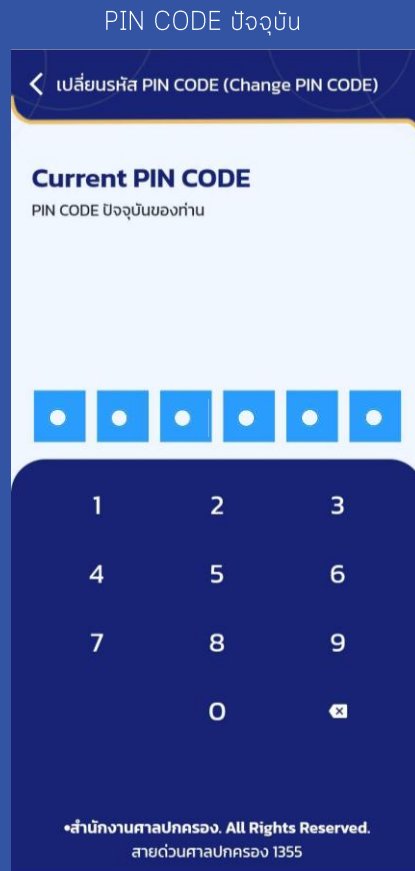 PIN CODE ปัจจุบัน
เปลี่ยนรหัส PIN CODE (Change PIN CODE)
Current PIN CODE
PIN CODE ปัจจุบันของท่าน
1 2 3
4 5 6
7 8 9
0
•สำนักงานศาลปกครอง. All Rights Reserved.
สายด่วนศาลปกครอง 1355